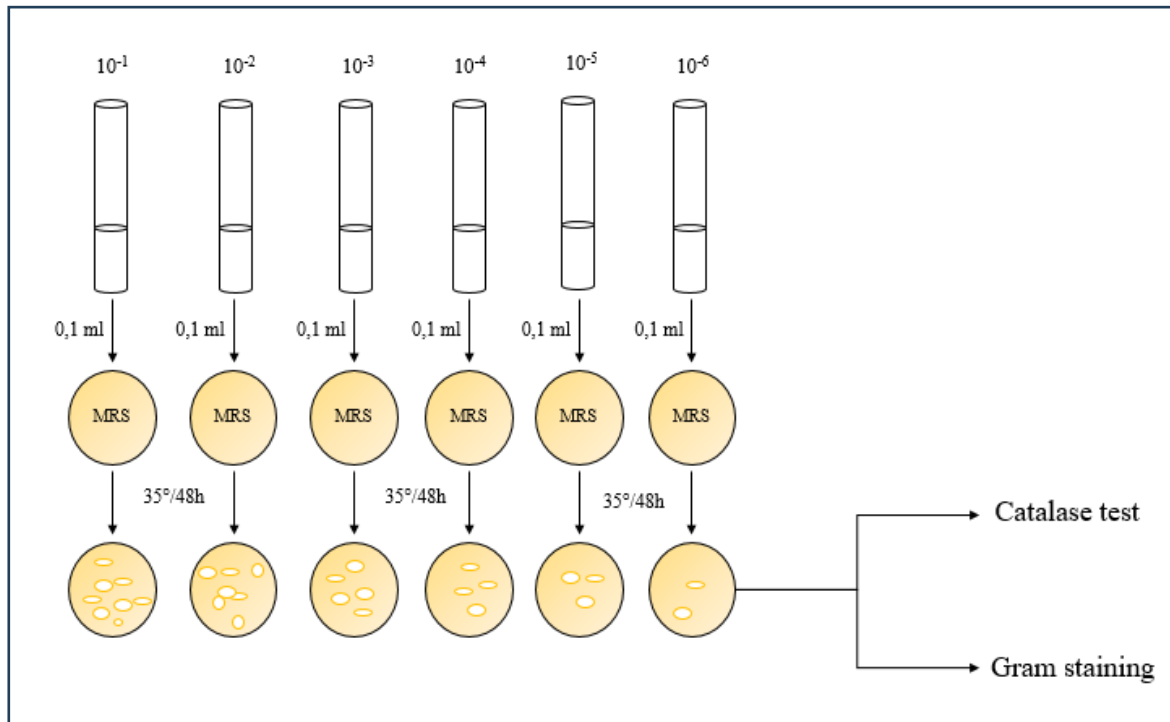 10⁻¹ 10⁻² 10⁻³ 10⁻⁴ 10⁻⁵ 10⁻⁶
0,1 ml 0,1 ml 0,1 ml 0,1 ml 0,1 ml 0,1 ml
MRS MRS MRS MRS MRS MRS
35°/48h 35°/48h 35°/48h
Catalase test
Gram staining